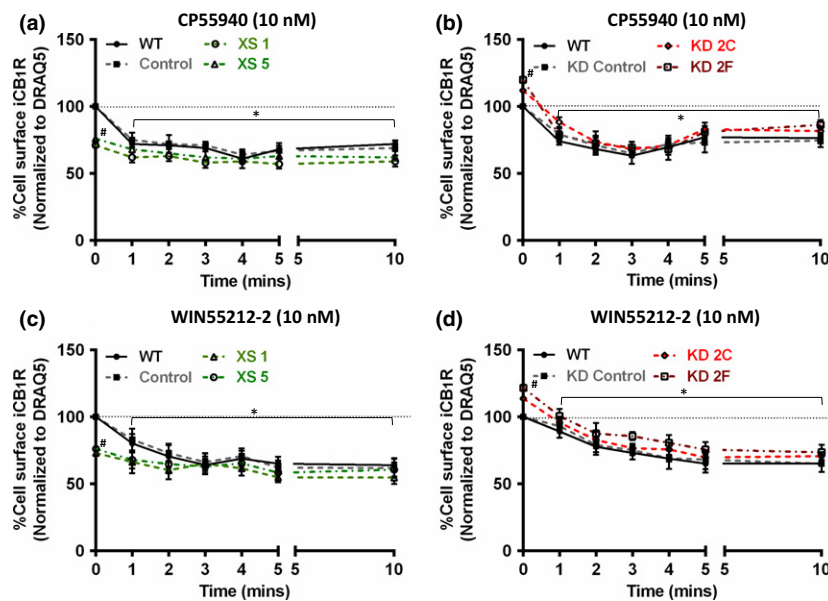 (a) CP55940 (10 nM)
WT XS 1
Control XS 5
%Cell surface iCB1R
(Normalized to DRAQ5)
150
100
50
0
#
*
0 1 2 3 4 5 5 10
Time (mins)
(b) CP55940 (10 nM)
WT KD 2C
KD Control KD 2F
%Cell surface iCB1R
(Normalized to DRAQ5)
150
100
50
0
#
*
0 1 2 3 4 5 5 10
Time (mins)
(c) WIN55212-2 (10 nM)
WT XS 1
Control XS 5
%Cell surface iCB1R
(Normalized to DRAQ5)
150
100
50
0
#
*
0 1 2 3 4 5 5 10
Time (mins)
(d) WIN55212-2 (10 nM)
WT KD 2C
KD Control KD 2F
%Cell surface iCB1R
(Normalized to DRAQ5)
150
100
50
0
#
*
0 1 2 3 4 5 5 10
Time (mins)